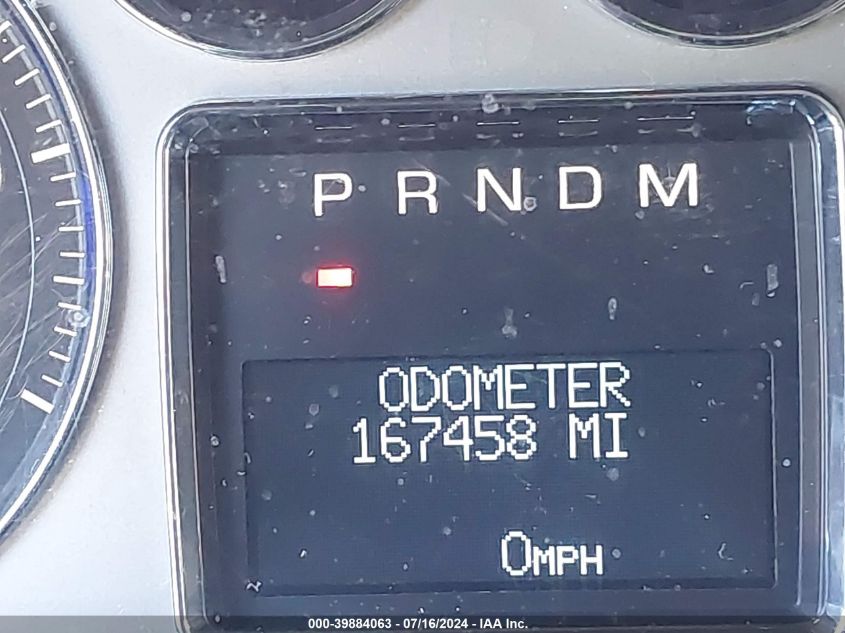 P R N D M
ODOMETER
167458 MI
0MPH
000-39884063 - 07/16/2024 - IAA Inc.